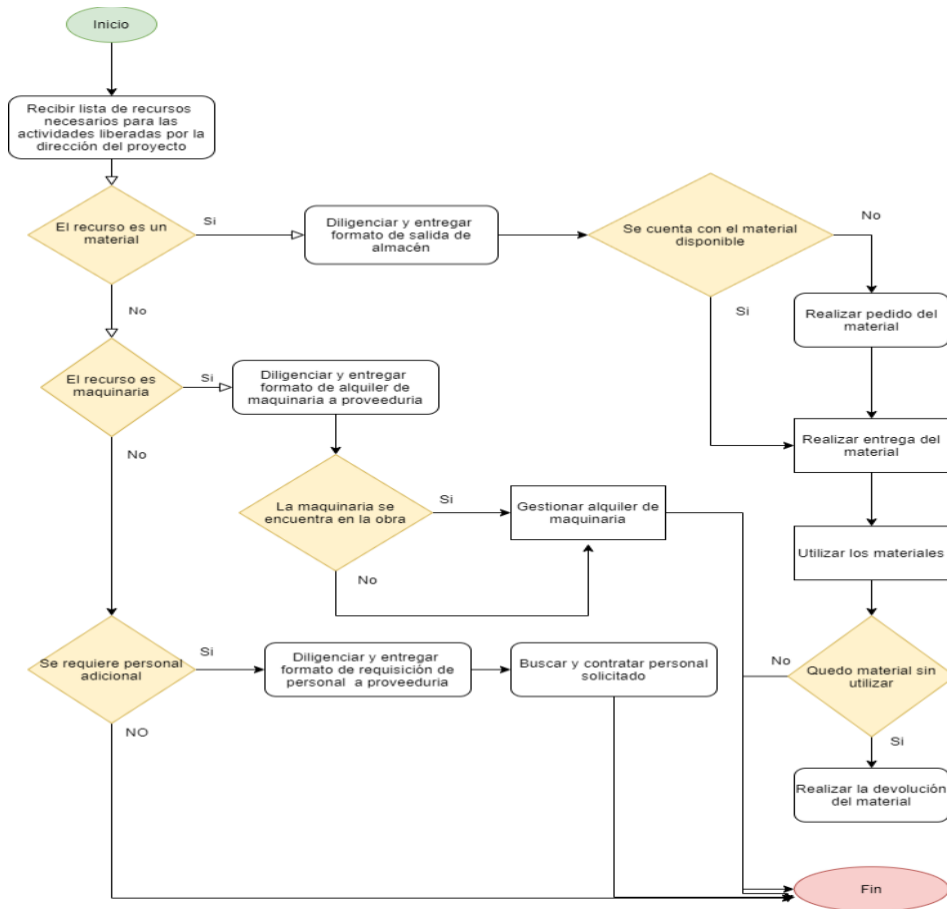 Inicio
Recibir lista de recursos
necesarios para las
actividades liberadas por la
dirección del proyecto
El recurso es un
material
Si
Diligenciar y entregar
formato de salida de
almacén
Se cuenta con el material
disponible
No
Si
Realizar pedido del
material
No
El recurso es
maquinaria
Si
Diligenciar y entregar
formato de alquiler de
maquinaria a proveeduria
Realizar entrega del
material
No
La maquinaria se
encuentra en la obra
Si
Gestionar alquiler de
maquinaria
No
Utilizar los materiales
Se requiere personal
adicional
Si
Diligenciar y entregar
formato de requisición de
personal a proveeduria
Buscar y contratar personal
solicitado
No
Quedo material sin
utilizar
NO
Si
Realizar la devolución
del material
Fin